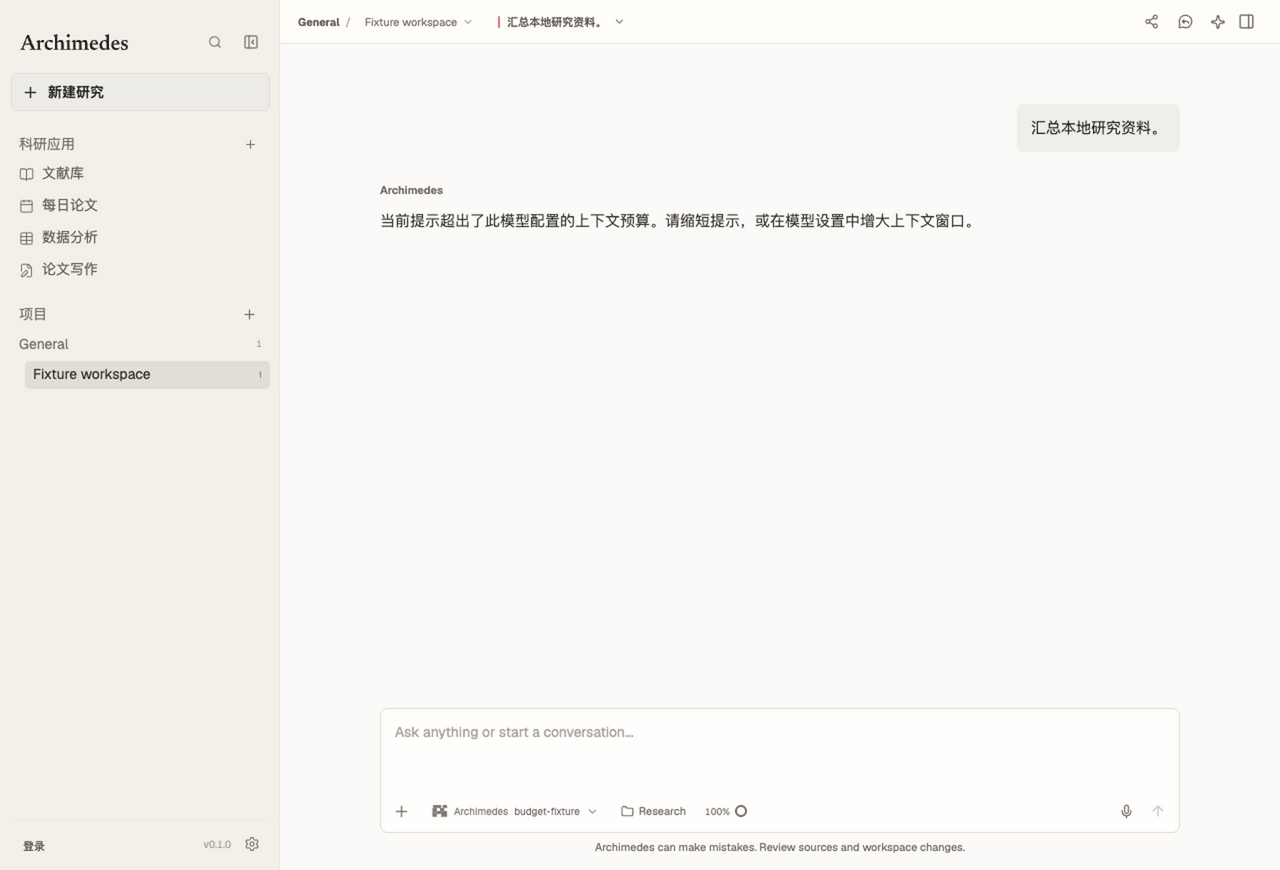 Archimedes
新建研究
科研应用
文献库
每日论文
数据分析
论文写作
项目
General 1
Fixture workspace 1
登录 v0.1.0
General / Fixture workspace 汇总本地研究资料。
汇总本地研究资料。
Archimedes
当前提示超出了此模型配置的上下文预算。请缩短提示，或在模型设置中增大上下文窗口。
Ask anything or start a conversation...
Archimedes budget-fixture Research 100%
Archimedes can make mistakes. Review sources and workspace changes.